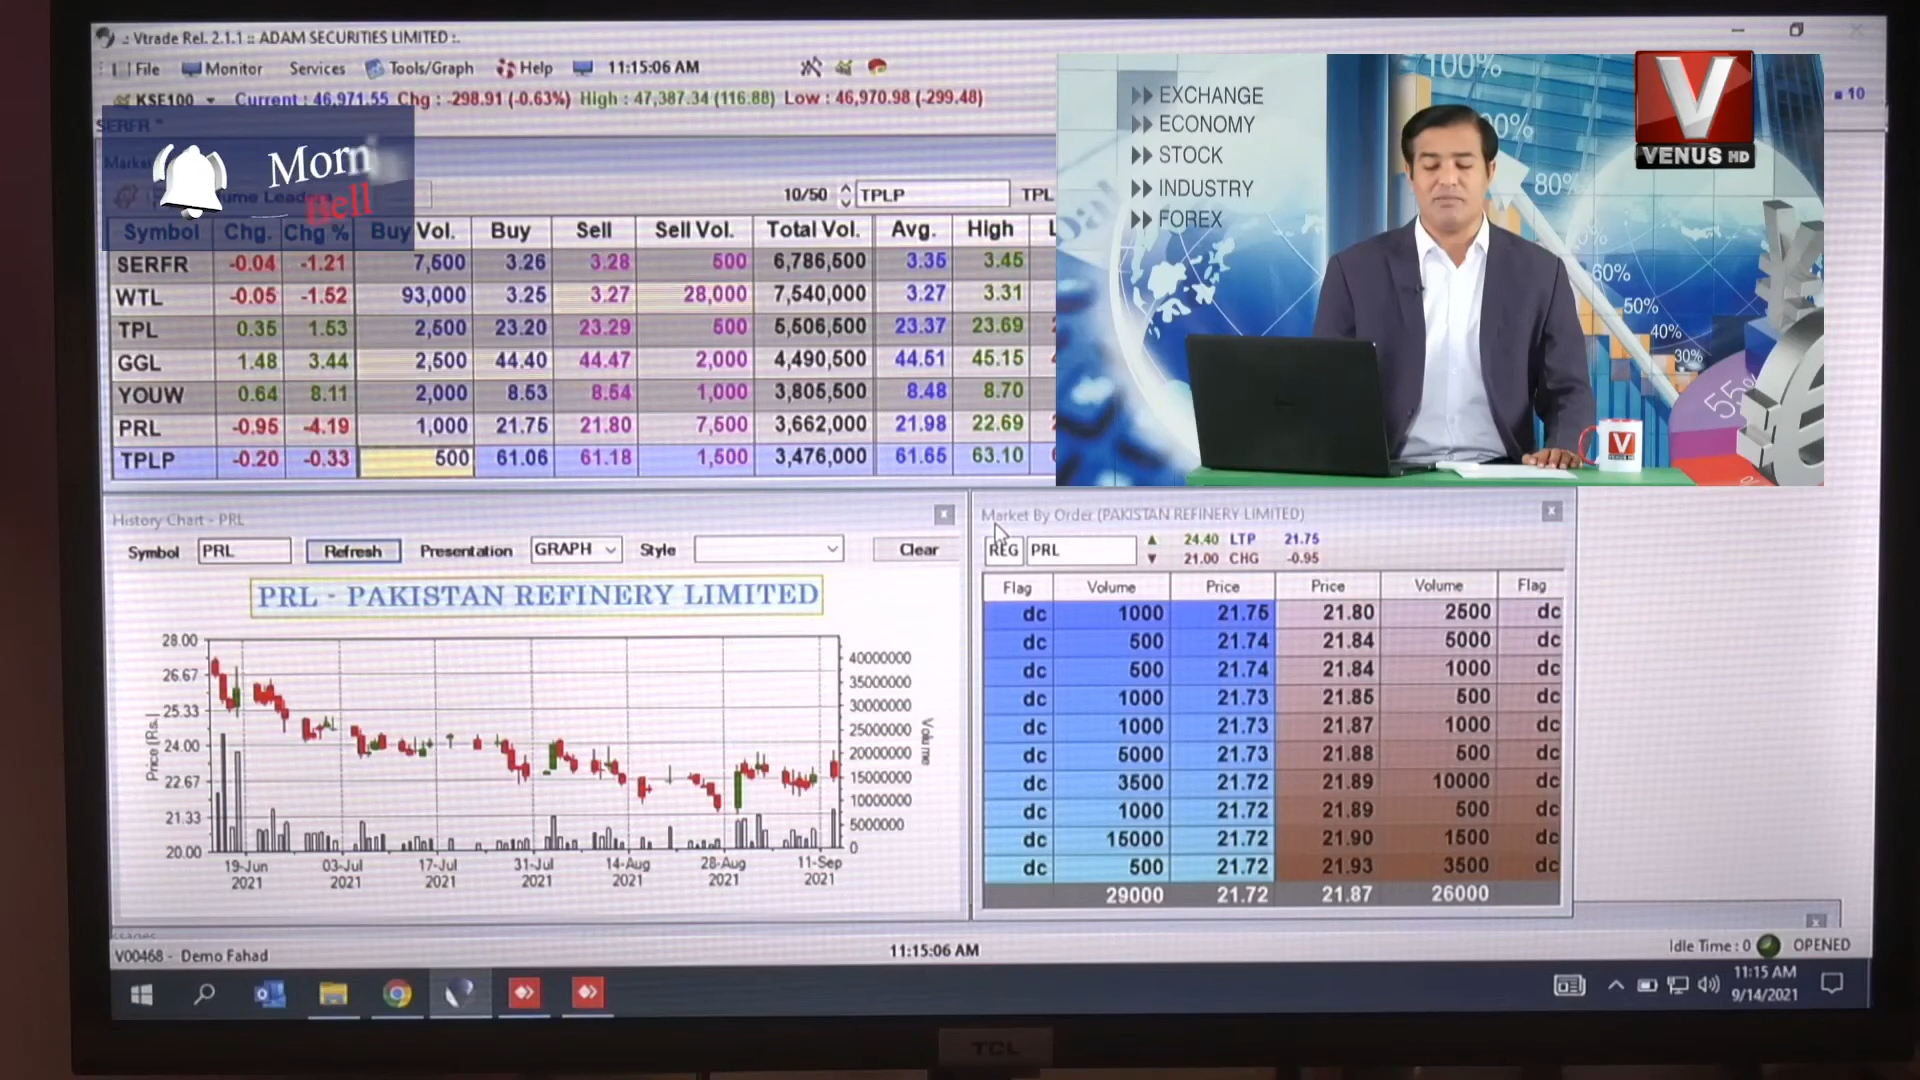 .: Vtrade Rel. 2.1.1 :: ADAM SECURITIES LIMITED :.
File Monitor Services Tools/Graph Help 11:15:06 AM
KSE100 Current : 46,971.55 Chg : -298.91 (-0.63%) High : 47,387.34 (116.88) Low : 46,970.98 (-299.48)
10
SERFR
Morni
Bell
10/50 TPLP TPL
Symbol Chg. Chg % Buy Vol. Buy Sell Sell Vol. Total Vol. Avg. High
SERFR -0.04 -1.21 7,500 3.26 3.28 500 6,786,500 3.35 3.45
WTL -0.05 -1.52 93,000 3.25 3.27 28,000 7,540,000 3.27 3.31
TPL 0.35 1.53 2,500 23.20 23.29 500 5,506,500 23.37 23.69
GGL 1.48 3.44 2,500 44.40 44.47 2,000 4,490,500 44.51 45.15
YOUW 0.64 8.11 2,000 8.53 8.54 1,000 3,805,500 8.48 8.70
PRL -0.95 -4.19 1,000 21.75 21.80 7,500 3,662,000 21.98 22.69
TPLP -0.20 -0.33 500 61.06 61.18 1,500 3,476,000 61.65 63.10
EXCHANGE
ECONOMY
STOCK
INDUSTRY
FOREX
100%
80%
60%
50%
40%
30%
55%
V
VENUS HD
History Chart - PRL
Symbol PRL Refresh Presentation GRAPH Style Clear
PRL - PAKISTAN REFINERY LIMITED
Price (Rs.)
28.00
26.67
25.33
24.00
22.67
21.33
20.00
40000000
35000000
30000000
25000000
20000000
15000000
10000000
5000000
0
Volume
19-Jun 03-Jul 17-Jul 31-Jul 14-Aug 28-Aug 11-Sep
2021 2021 2021 2021 2021 2021 2021
Market By Order (PAKISTAN REFINERY LIMITED)
REG PRL 24.40 LTP 21.75
21.00 CHG -0.95
Flag Volume Price Price Volume Flag
dc 1000 21.75 21.80 2500 dc
dc 500 21.74 21.84 5000 dc
dc 500 21.74 21.84 1000 dc
dc 1000 21.73 21.85 500 dc
dc 1000 21.73 21.87 1000 dc
dc 5000 21.73 21.88 500 dc
dc 3500 21.72 21.89 10000 dc
dc 1000 21.72 21.89 500 dc
dc 15000 21.72 21.90 1500 dc
dc 500 21.72 21.93 3500 dc
29000 21.72 21.87 26000
V00468 - Demo Fahad 11:15:06 AM Idle Time : 0 OPENED
11:15 AM
9/14/2021
TCL